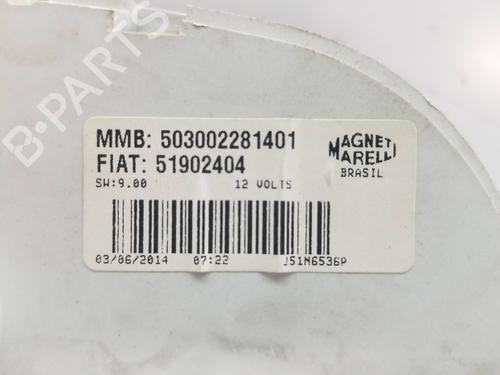 B-PARTS
MMB: 503002281401
FIAT: 51902404
SW:9.00 12 VOLTS
MAGNETI MARELLI
BRASIL
03/06/2014 07:22 J51N6536P